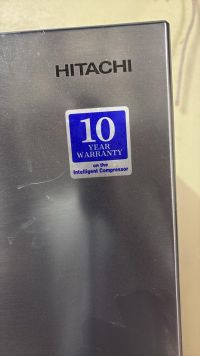 HITACHI
10
YEAR
WARRANTY
on the
Intelligent Compressor